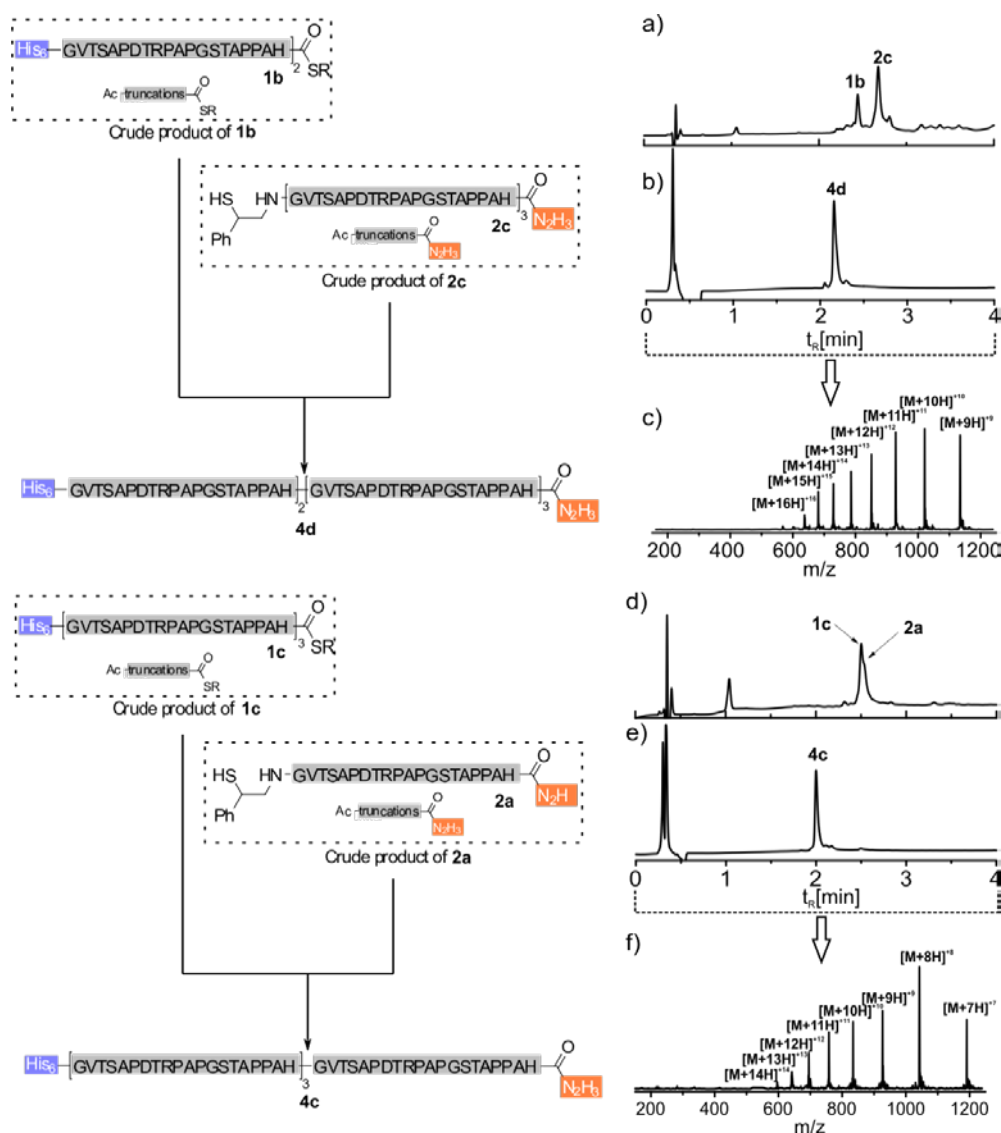 His6 GVTSAPDTRPAPGSTAPPAH 2 O SR
1b
Ac truncations O SR
Crude product of 1b
HS HN GVTSAPDTRPAPGSTAPPAH 3 O N2H3
Ph 2c
Ac truncations O N2H3
Crude product of 2c
His6 GVTSAPDTRPAPGSTAPPAH 2 GVTSAPDTRPAPGSTAPPAH 3 O N2H3
4d
a)
1b 2c
b)
4d
0 1 2 3 4
tR[min]
c)
[M+10H]+10
[M+11H]+11 [M+9H]+9
[M+12H]+12
[M+13H]+13
[M+14H]+14
[M+15H]+15
[M+16H]+16
200 400 600 800 1000 1200
m/z
His6 GVTSAPDTRPAPGSTAPPAH 3 O SR
1c
Ac truncations O SR
Crude product of 1c
HS HN GVTSAPDTRPAPGSTAPPAH O N2H
Ph 2a
Ac truncations O N2H3
Crude product of 2a
His6 GVTSAPDTRPAPGSTAPPAH 3 GVTSAPDTRPAPGSTAPPAH O N2H3
4c
d)
1c 2a
e)
4c
0 1 2 3 4
tR[min]
f)
[M+8H]+8
[M+9H]+9 [M+7H]+7
[M+10H]+10
[M+11H]+11
[M+12H]+12
[M+13H]+13
[M+14H]+14
200 400 600 800 1000 1200
m/z